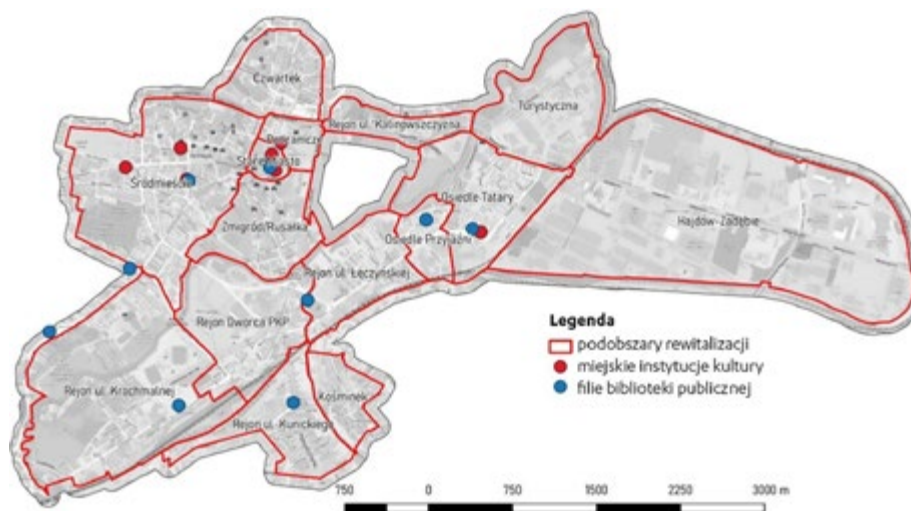 Czwartek
Turystyczna
Rejon ul. Kalinowszczyzna
Podzamcze
Stare Miasto
Śródmieście
Osiedle Tatary
Hajdów-Zadębie
Żmigród/Rusałka
Osiedle Przyjaźni
Rejon ul. Łęczyńskiej
Rejon Dworca PKP
Legenda
podobszary rewitalizacji
miejskie instytucje kultury
filie biblioteki publicznej
Rejon ul. Krochmalnej
Kośminek
Rejon ul. Kunickiego
750 0 750 1500 2250 3000 m